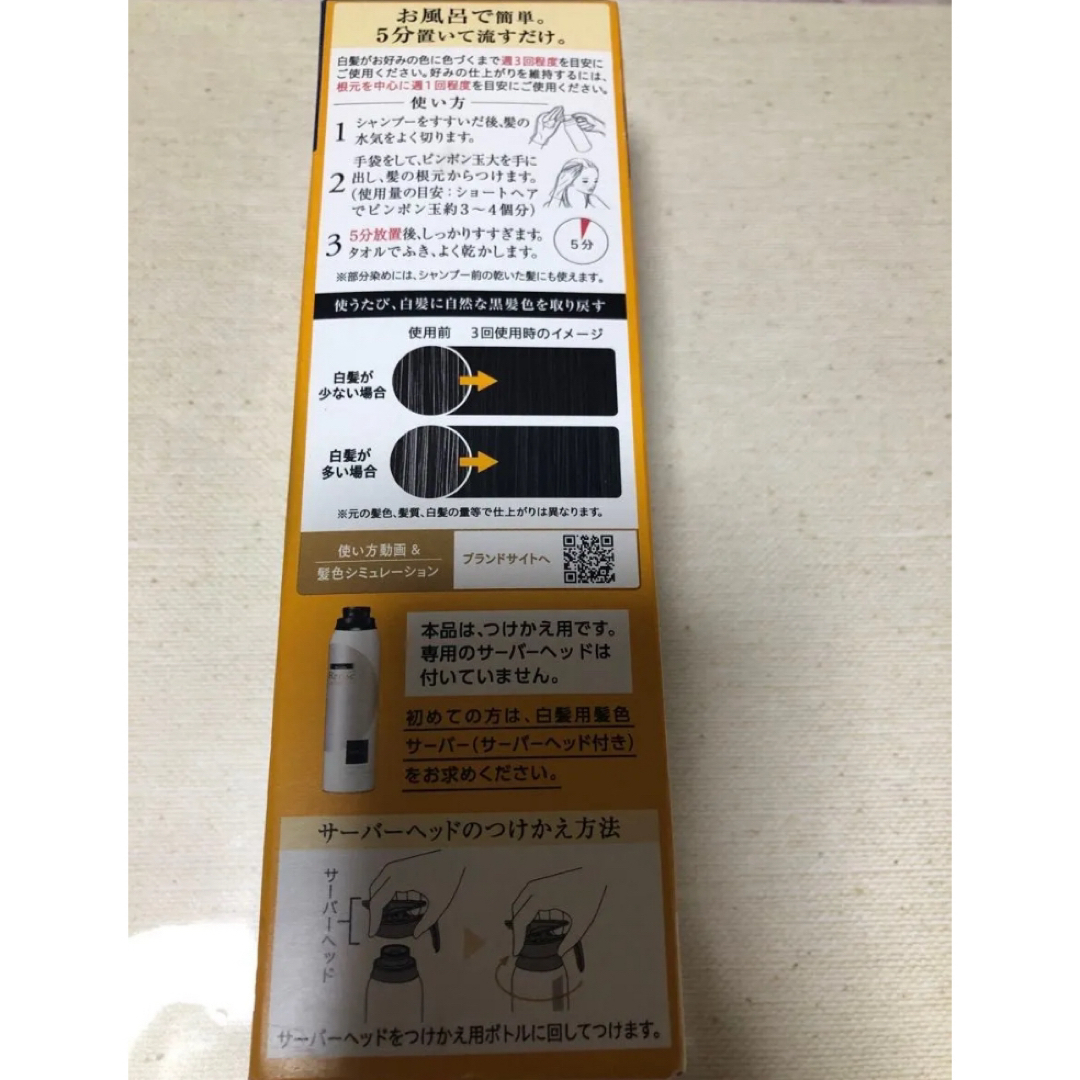 お風呂で簡単。
5分置いて流すだけ。
白髪がお好みの色に色づくまで週3回程度を目安に
ご使用ください。好みの仕上がりを維持するには、
根元を中心に週1回程度を目安にご使用ください。
使い方
1 シャンプーをすすいだ後、髪の
水気をよく切ります。
2 手袋をして、ピンポン玉大を手に
出し、髪の根元からつけます。
(使用量の目安:ショートヘア
でピンポン玉約3～4個分)
3 5分放置後、しっかりすすぎます。
タオルでふき、よく乾かします。
5分
※部分染めには、シャンプー前の乾いた髪にも使えます。
使うたび、白髪に自然な黒髪色を取り戻す
使用前 3回使用時のイメージ
白髪が
少ない場合
白髪が
多い場合
※元の髪色、髪質、白髪の量等で仕上がりは異なります。
使い方動画 &
髪色シミュレーション
ブランドサイトへ
本品は、つけかえ用です。
専用のサーバーヘッドは
付いていません。
初めての方は、白髪用髪色
サーバー(サーバーヘッド付き)
をお求めください。
サーバーヘッドのつけかえ方法
サーバーヘッド
サーバーヘッドをつけかえ用ボトルに回してつけます。